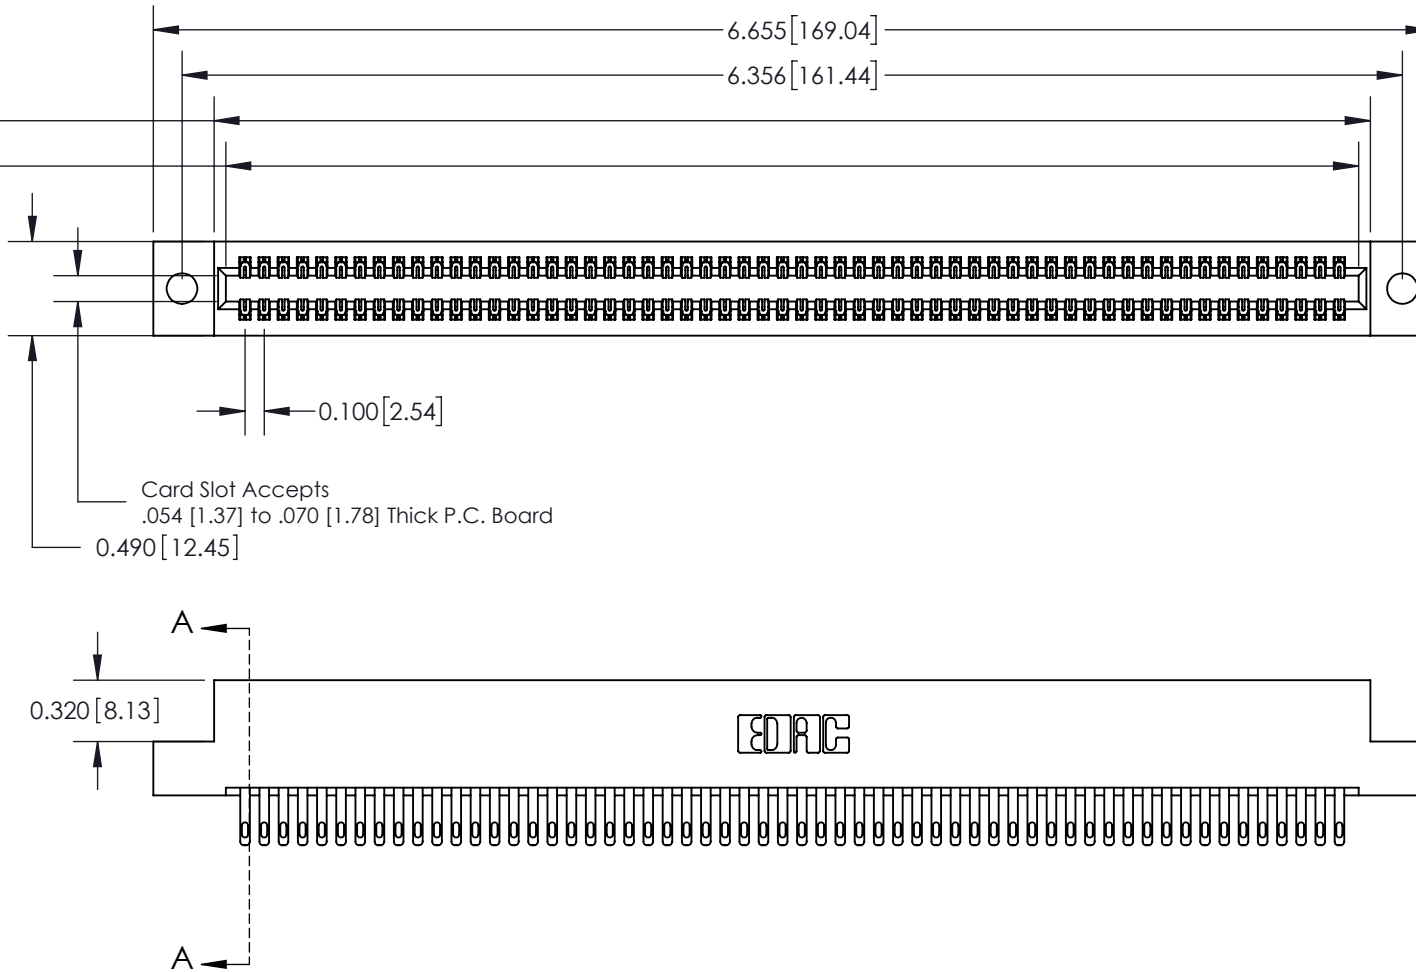 6.655[169.04]
6.356[161.44]
0.100[2.54]
Card Slot Accepts
.054 [1.37] to .070 [1.78] Thick P.C. Board
0.490[12.45]
A
0.320[8.13]
EDAC
A